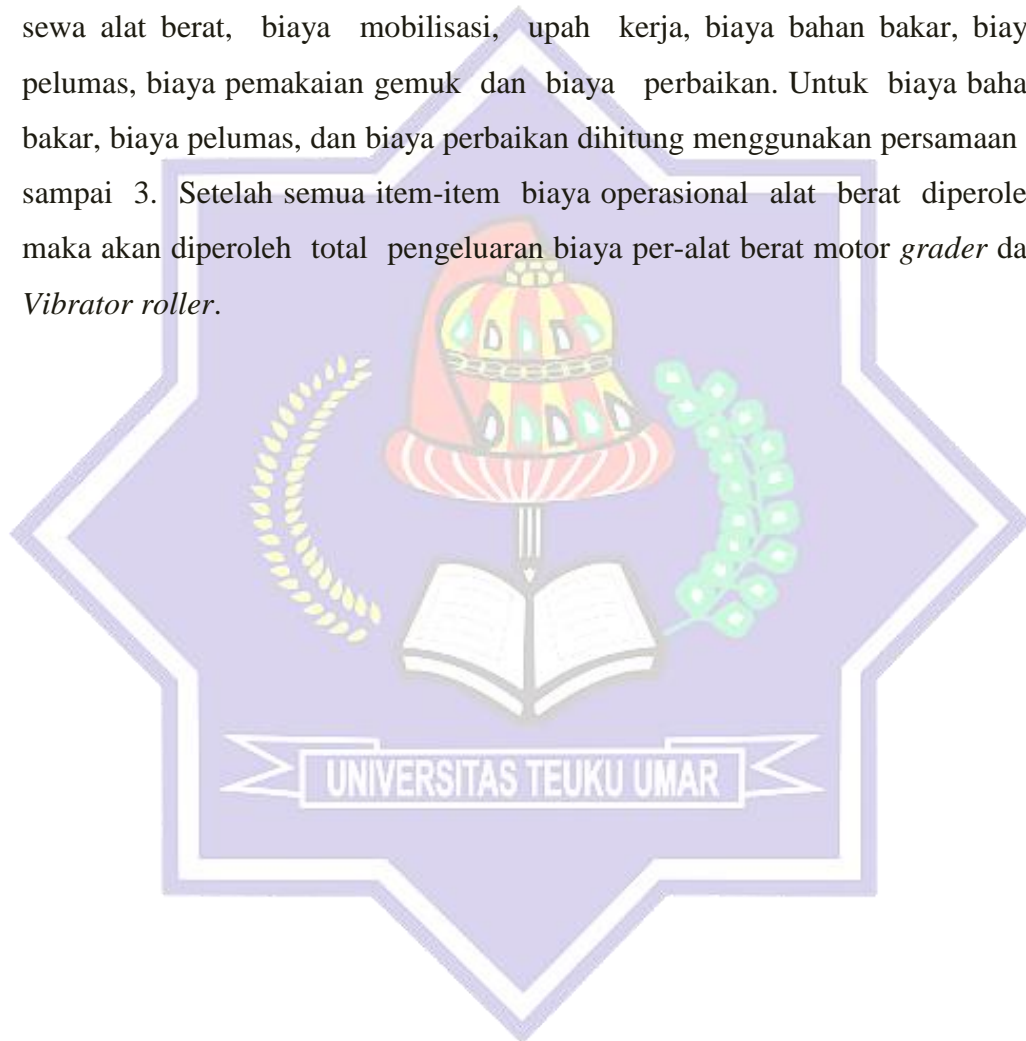 sewa alat berat, biaya mobilisasi, upah kerja, biaya bahan bakar, biay
pelumas, biaya pemakaian gemuk dan biaya perbaikan. Untuk biaya baha
bakar, biaya pelumas, dan biaya perbaikan dihitung menggunakan persamaan
sampai 3. Setelah semua item-item biaya operasional alat berat diperole
maka akan diperoleh total pengeluaran biaya per-alat berat motor grader da
Vibrator roller.
UNIVERSITAS TEUKU UMAR